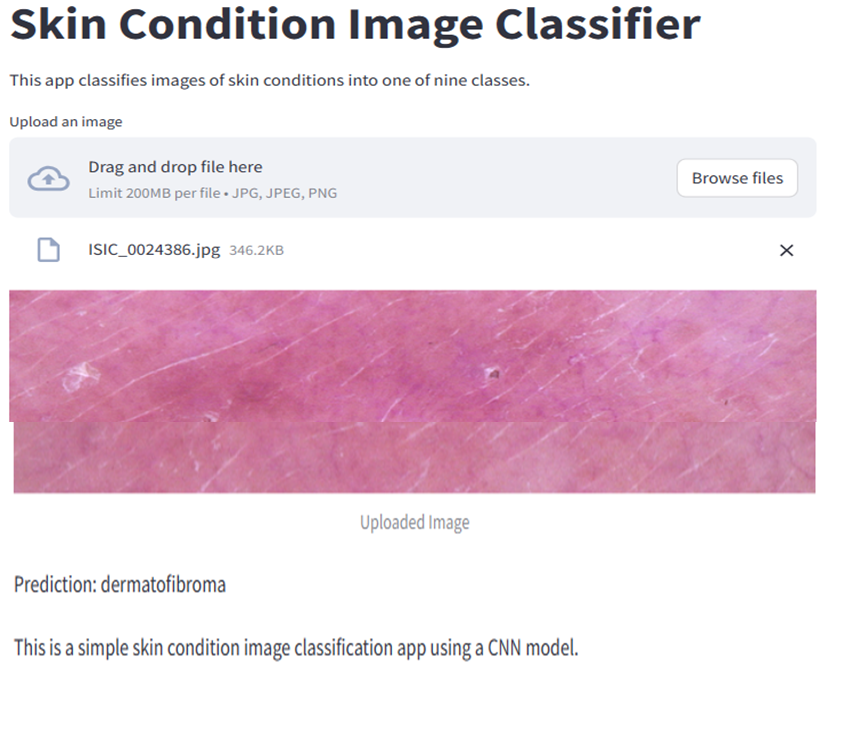 Skin Condition Image Classifier
This app classifies images of skin conditions into one of nine classes.
Upload an image
Drag and drop file here
Limit 200MB per file • JPG, JPEG, PNG
Browse files
ISIC_0024386.jpg 346.2KB
Uploaded Image
Prediction: dermatofibroma
This is a simple skin condition image classification app using a CNN model.